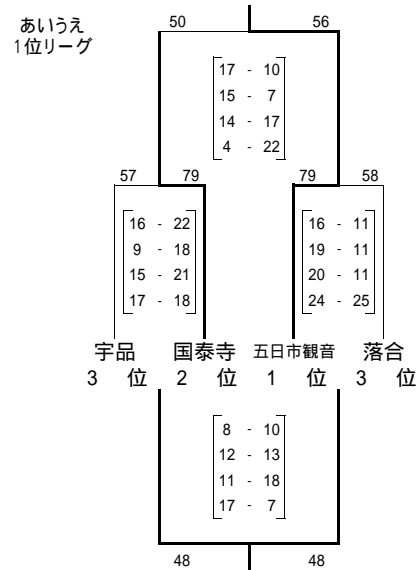 あいうえ
1位リーグ
50 56
17 - 10
15 - 7
14 - 17
4 - 22
57 79 79 58
16 - 22 16 - 11
9 - 18 19 - 11
15 - 21 20 - 11
17 - 18 24 - 25
宇品 国泰寺 五日市観音 落合
3 位 2 位 1 位 3 位
8 - 10
12 - 13
11 - 18
17 - 7
48 48